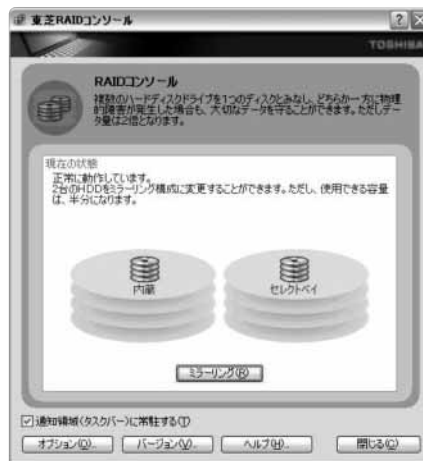 東芝RAIDコンソール
TOSHIBA
RAIDコンソール
複数のハードディスクドライブを1つのディスクとみなし、どちらか一方に物理
的障害が発生した場合も、大切なデータを守ることができます。ただしデー
タ量は2倍となります。
現在の状態
正常に動作しています。
2台のHDDをミラーリング構成に変更することができます。ただし、使用できる容量
は、半分になります。
内蔵
セレクトベイ
ミラーリング(R)
通知領域(タスクバー)に常駐する(T)
オプション(O)...
バージョン(V)...
ヘルプ(H)...
閉じる(C)